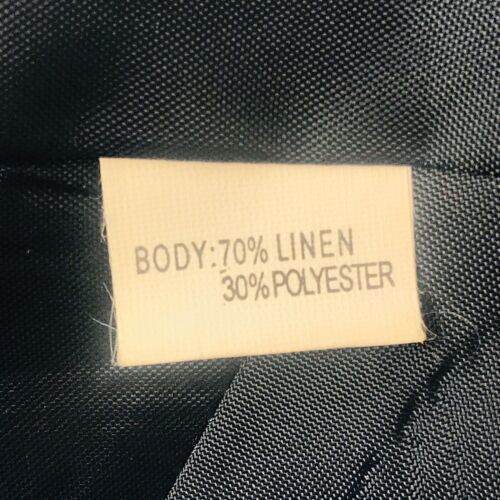 BODY:70% LINEN
30% POLYESTER